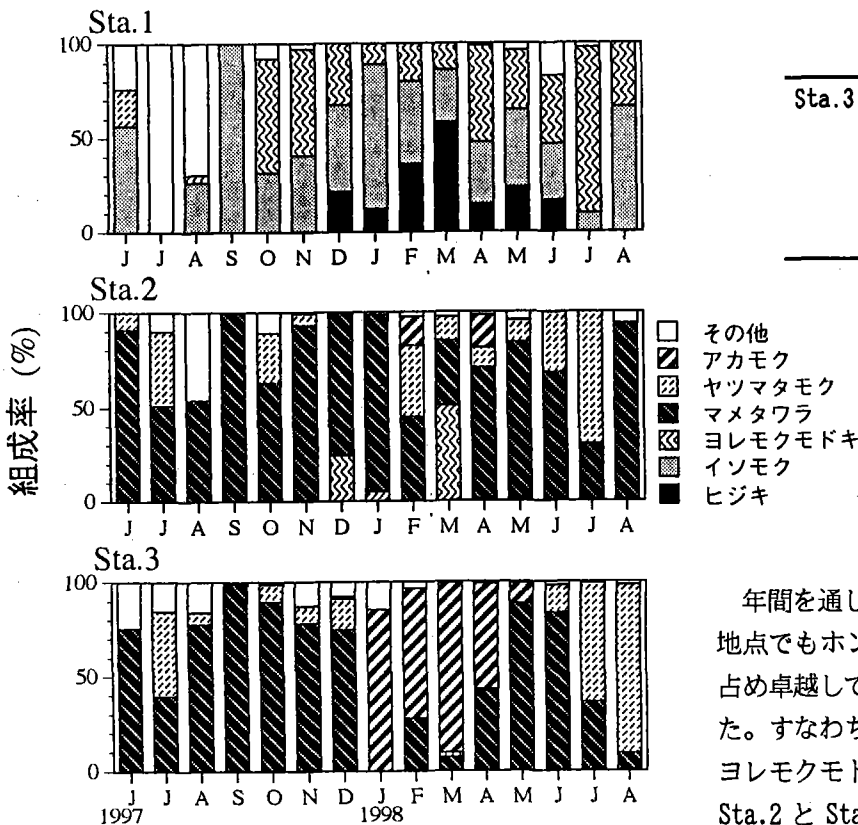 Sta.1
100
50
0
J J A S O N D J F M A M J J A
Sta.2
100
50
0
J J A S O N D J F M A M J J A
Sta.3
100
50
0
J J A S O N D J F M A M J J A
1997 1998
組成率 (%)
その他
アカモク
ヤツマタモク
マメタワラ
ヨレモクモドキ
イソモク
ヒジキ
Sta.3
年間を通し
地点でもホン
占め卓越して
た。すなわち
ヨレモクモド
Sta.2 と Sta